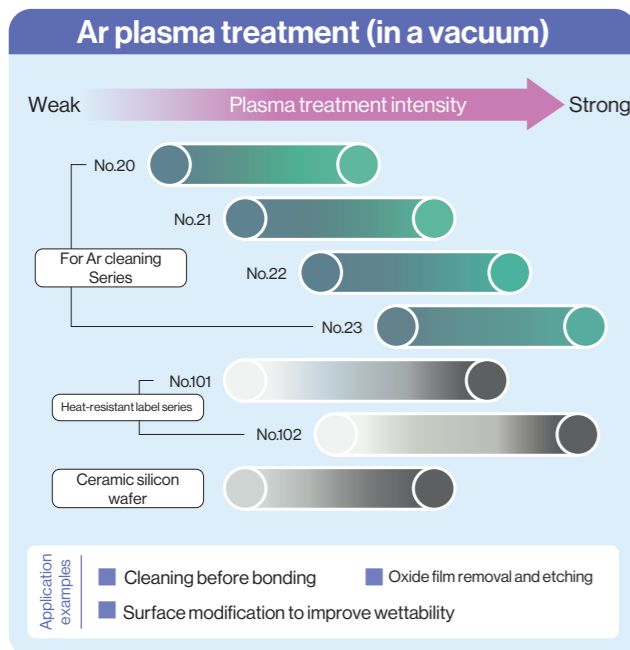 Ar plasma treatment (in a vacuum)
Weak
Plasma treatment intensity
Strong
No.20
No.21
For Ar cleaning
Series
No.22
No.23
No.101
Heat-resistant label series
No.102
Ceramic silicon
wafer
Application
examples
Cleaning before bonding
Oxide film removal and etching
Surface modification to improve wettability